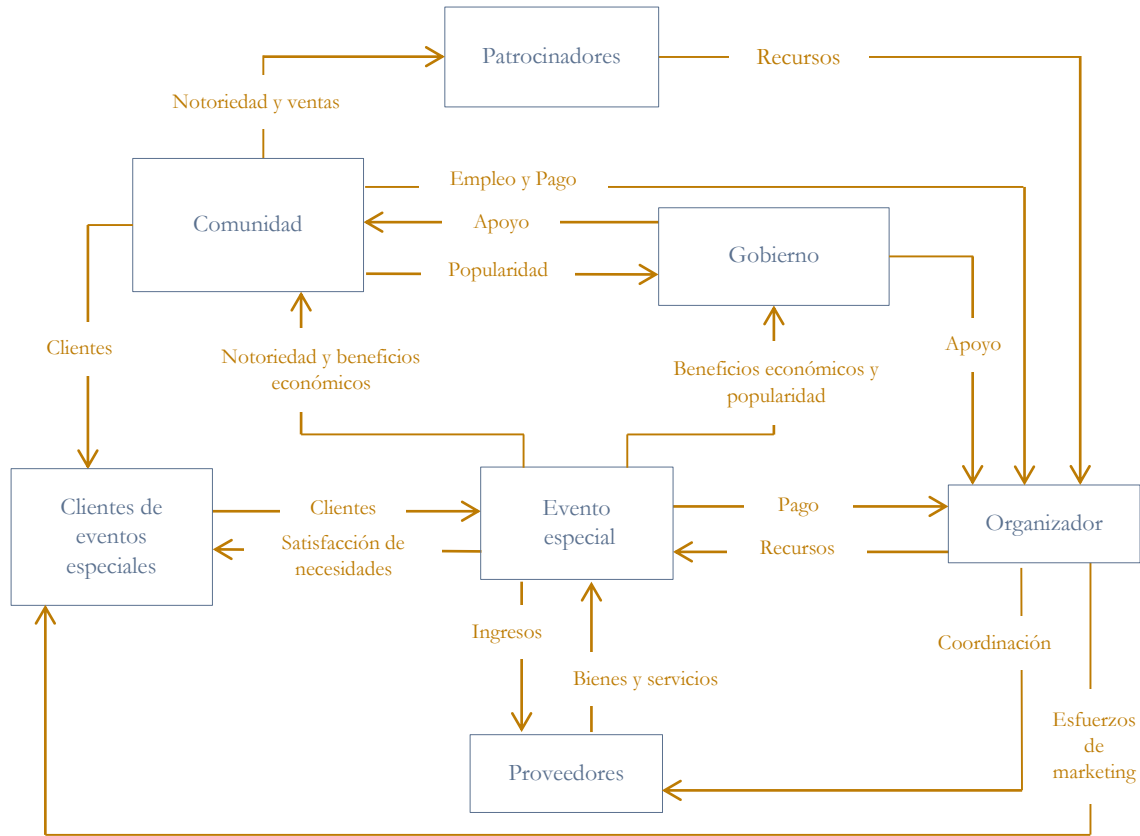 Patrocinadores
Recursos
Notoriedad y ventas
Empleo y Pago
Comunidad
Apoyo
Gobierno
Popularidad
Clientes
Notoriedad y beneficios
económicos
Beneficios económicos y
popularidad
Apoyo
Clientes de
eventos
especiales
Clientes
Satisfacción de
necesidades
Evento
especial
Pago
Recursos
Organizador
Ingresos
Bienes y servicios
Coordinación
Esfuerzos
de
marketing
Proveedores